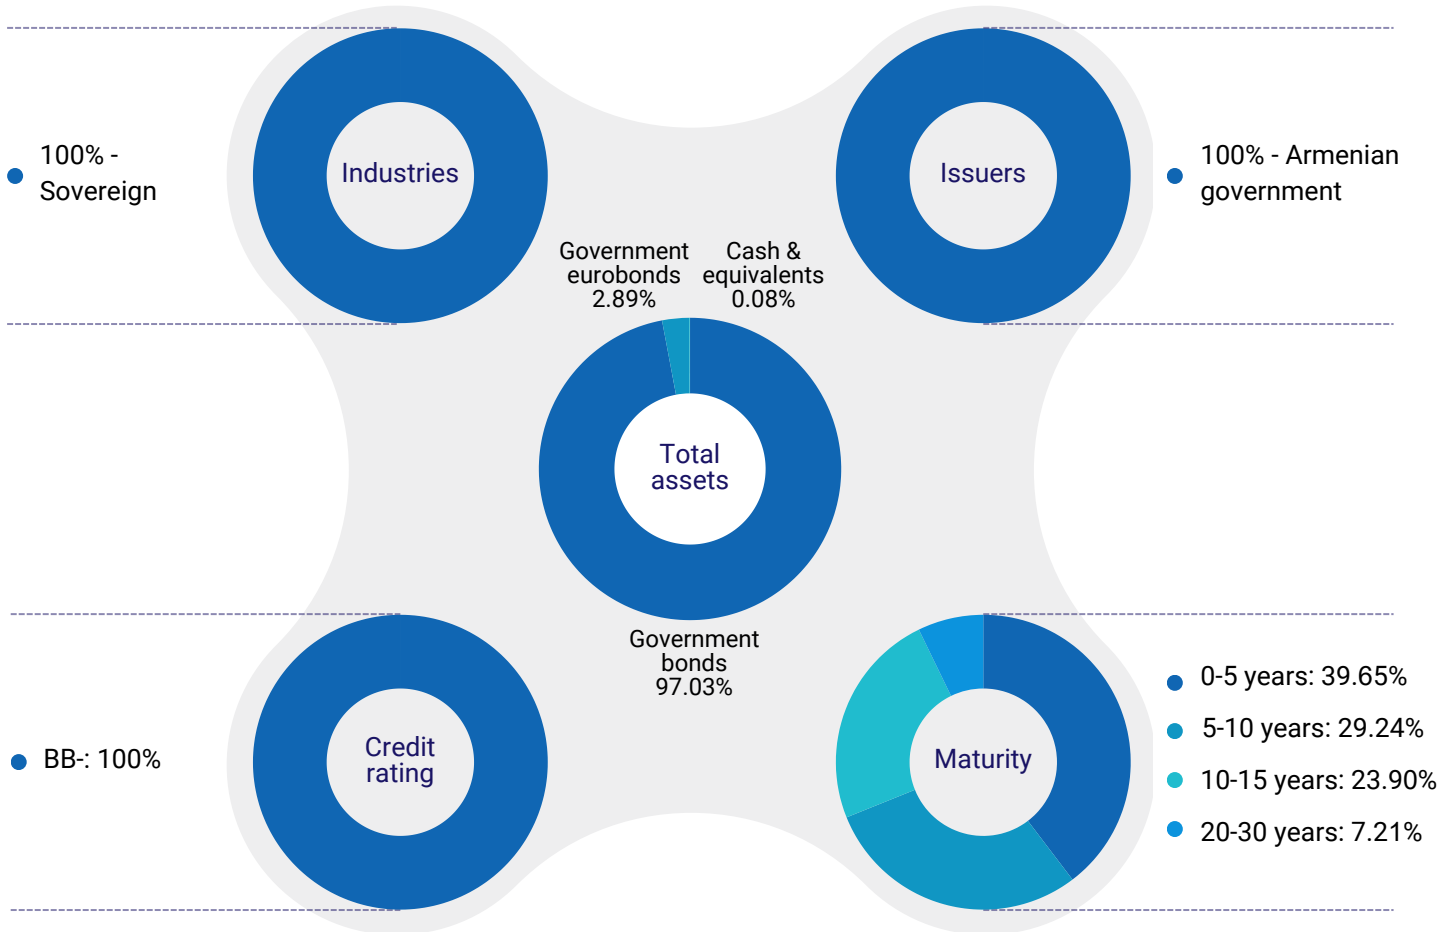 100% -
Sovereign
Industries
Issuers
100% - Armenian
government
Government
eurobonds
2.89%
Cash &
equivalents
0.08%
Total
assets
Government
bonds
97.03%
BB-: 100%
Credit
rating
Maturity
0-5 years: 39.65%
5-10 years: 29.24%
10-15 years: 23.90%
20-30 years: 7.21%